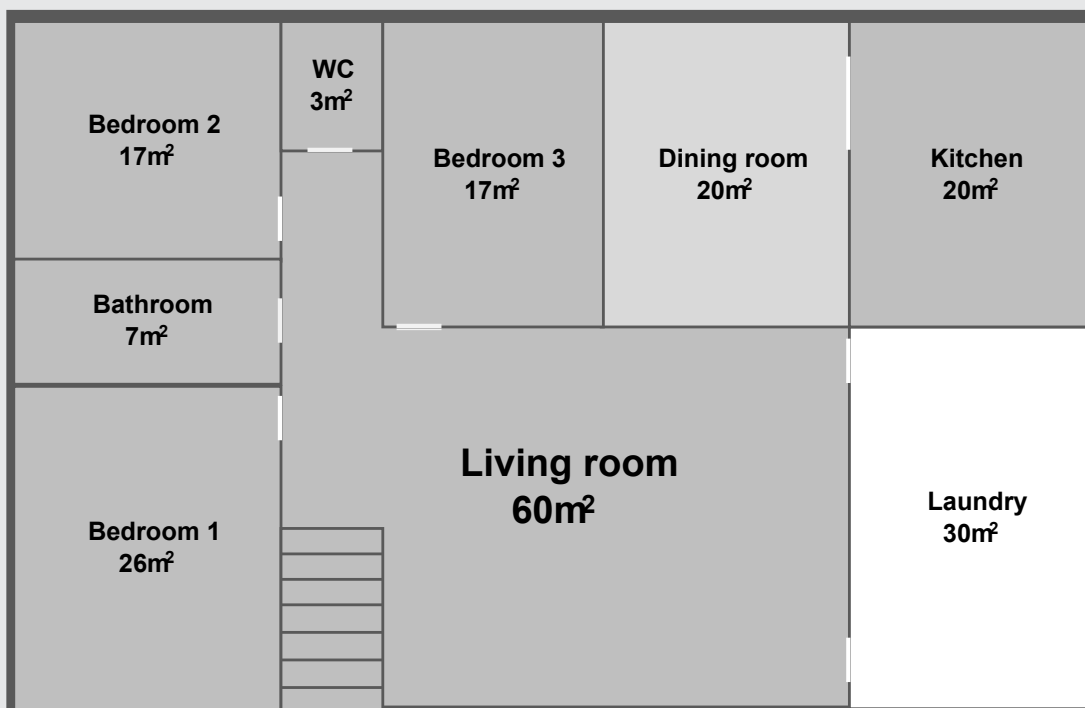 WC
3m²
Bedroom 2
17m²
Bedroom 3
17m²
Dining room
20m²
Kitchen
20m²
Bathroom
7m²
Living room
60m²
Bedroom 1
26m²
Laundry
30m²